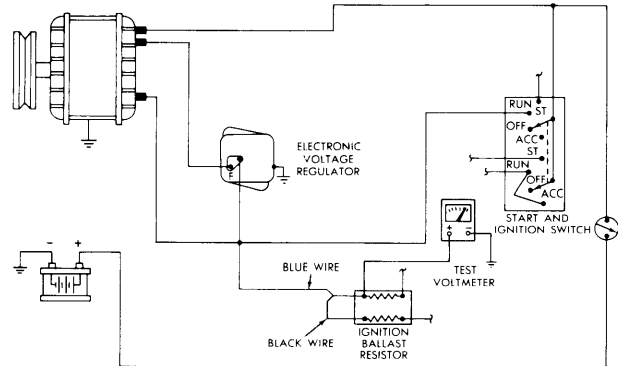 RUN
ST
OFF
ACC
ST
RUN
OFF
ACC
START AND
IGNITION SWITCH
ELECTRONIC
VOLTAGE
REGULATOR
F
- +
+ -
TEST
VOLTMETER
BLUE WIRE
BLACK WIRE
IGNITION
BALLAST
RESISTOR